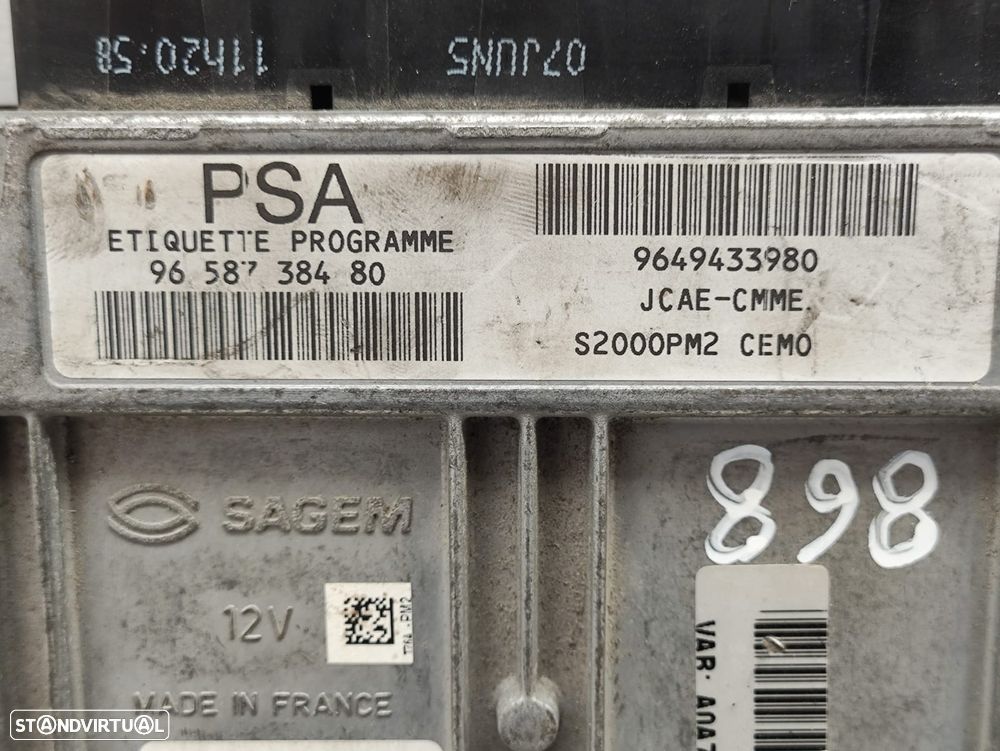 11h20:58 07JUN5
PSA
ETIQUETTE PROGRAMME
96 587 384 80
9649433980
JCAE-CMME.
S2000PM2 CEMO
SAGEM
898
12V
MADE IN FRANCE
VAR. A0A7
STANDVIRTUAL